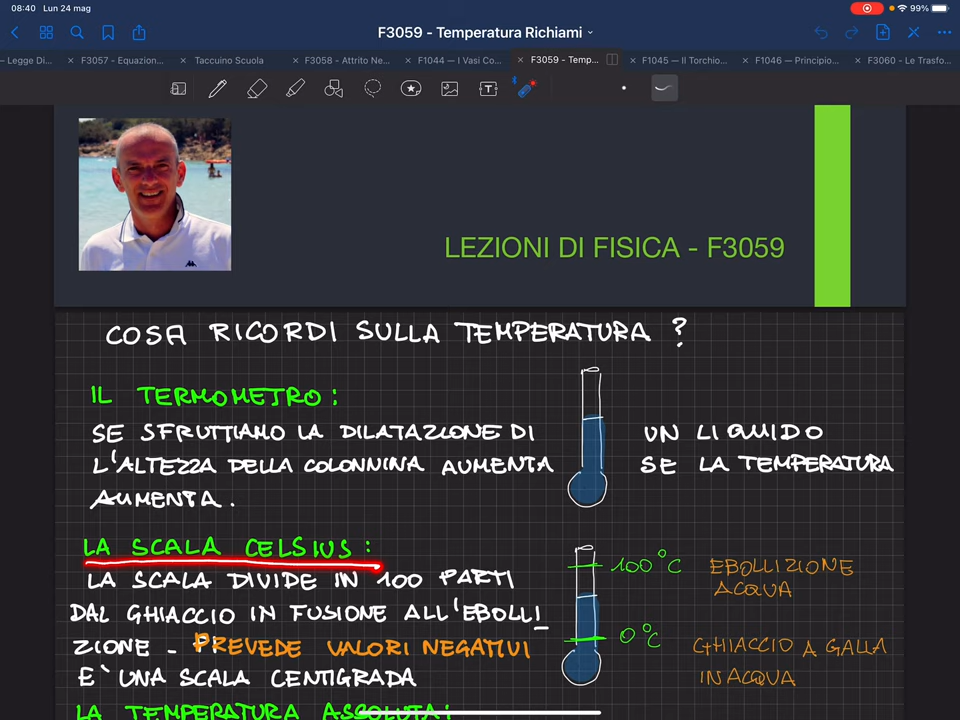 08:40 Lun 24 mag
99%
F3059 - Temperatura Richiami
— Legge Di...
F3057 - Equazion...
Taccuino Scuola
F3058 - Attrito Ne...
F1044 — I Vasi Co...
F3059 - Temp...
F1045 — Il Torchio...
F1046 — Principio...
F3060 - Le Trasfo...
LEZIONI DI FISICA - F3059
COSA RICORDI SULLA TEMPERATURA ?
IL TERMOMETRO :
SE SFRUTTIAMO LA DILATAZIONE DI UN LIQUIDO
L'ALTEZZA DELLA COLONNINA AUMENTA SE LA TEMPERATURA
AUMENTA .
LA SCALA CELSIUS :
LA SCALA DIVIDE IN 100 PARTI
DAL GHIACCIO IN FUSIONE ALL'EBOLLI
ZIONE - PREVEDE VALORI NEGATIVI
E` UNA SCALA CENTIGRADA
100 °C EBOLLIZIONE
ACQUA
0 °C GHIACCIO A GALLA
IN ACQUA
LA TEMPERATURA ASSOLUTA :